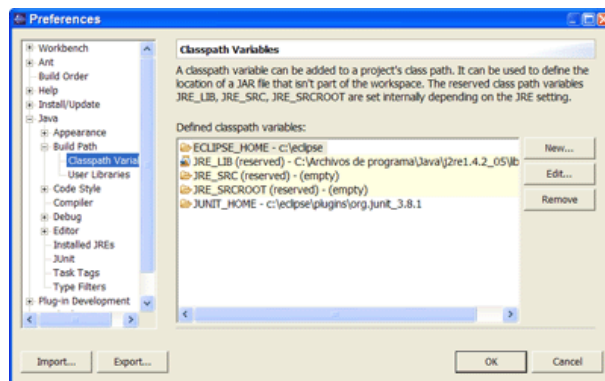 Preferences
Workbench
Ant
Build Order
Help
Install/Update
Java
Appearance
Build Path
Classpath Varial
User Libraries
Code Style
Compiler
Debug
Editor
Installed JREs
JUnit
Task Tags
Type Filters
Plug-in Development
Classpath Variables
A classpath variable can be added to a project's class path. It can be used to define the
location of a JAR file that isn't part of the workspace. The reserved class path variables
JRE_LIB, JRE_SRC, JRE_SRCROOT are set internally depending on the JRE setting.
Defined classpath variables:
ECLIPSE_HOME - c:\eclipse
JRE_LIB (reserved) - C:\Archivos de programa\Java\j2re1.4.2_05\lib
JRE_SRC (reserved) - (empty)
JRE_SRCROOT (reserved) - (empty)
JUNIT_HOME - c:\eclipse\plugins\org.junit_3.8.1
New...
Edit...
Remove
Import...
Export...
OK
Cancel